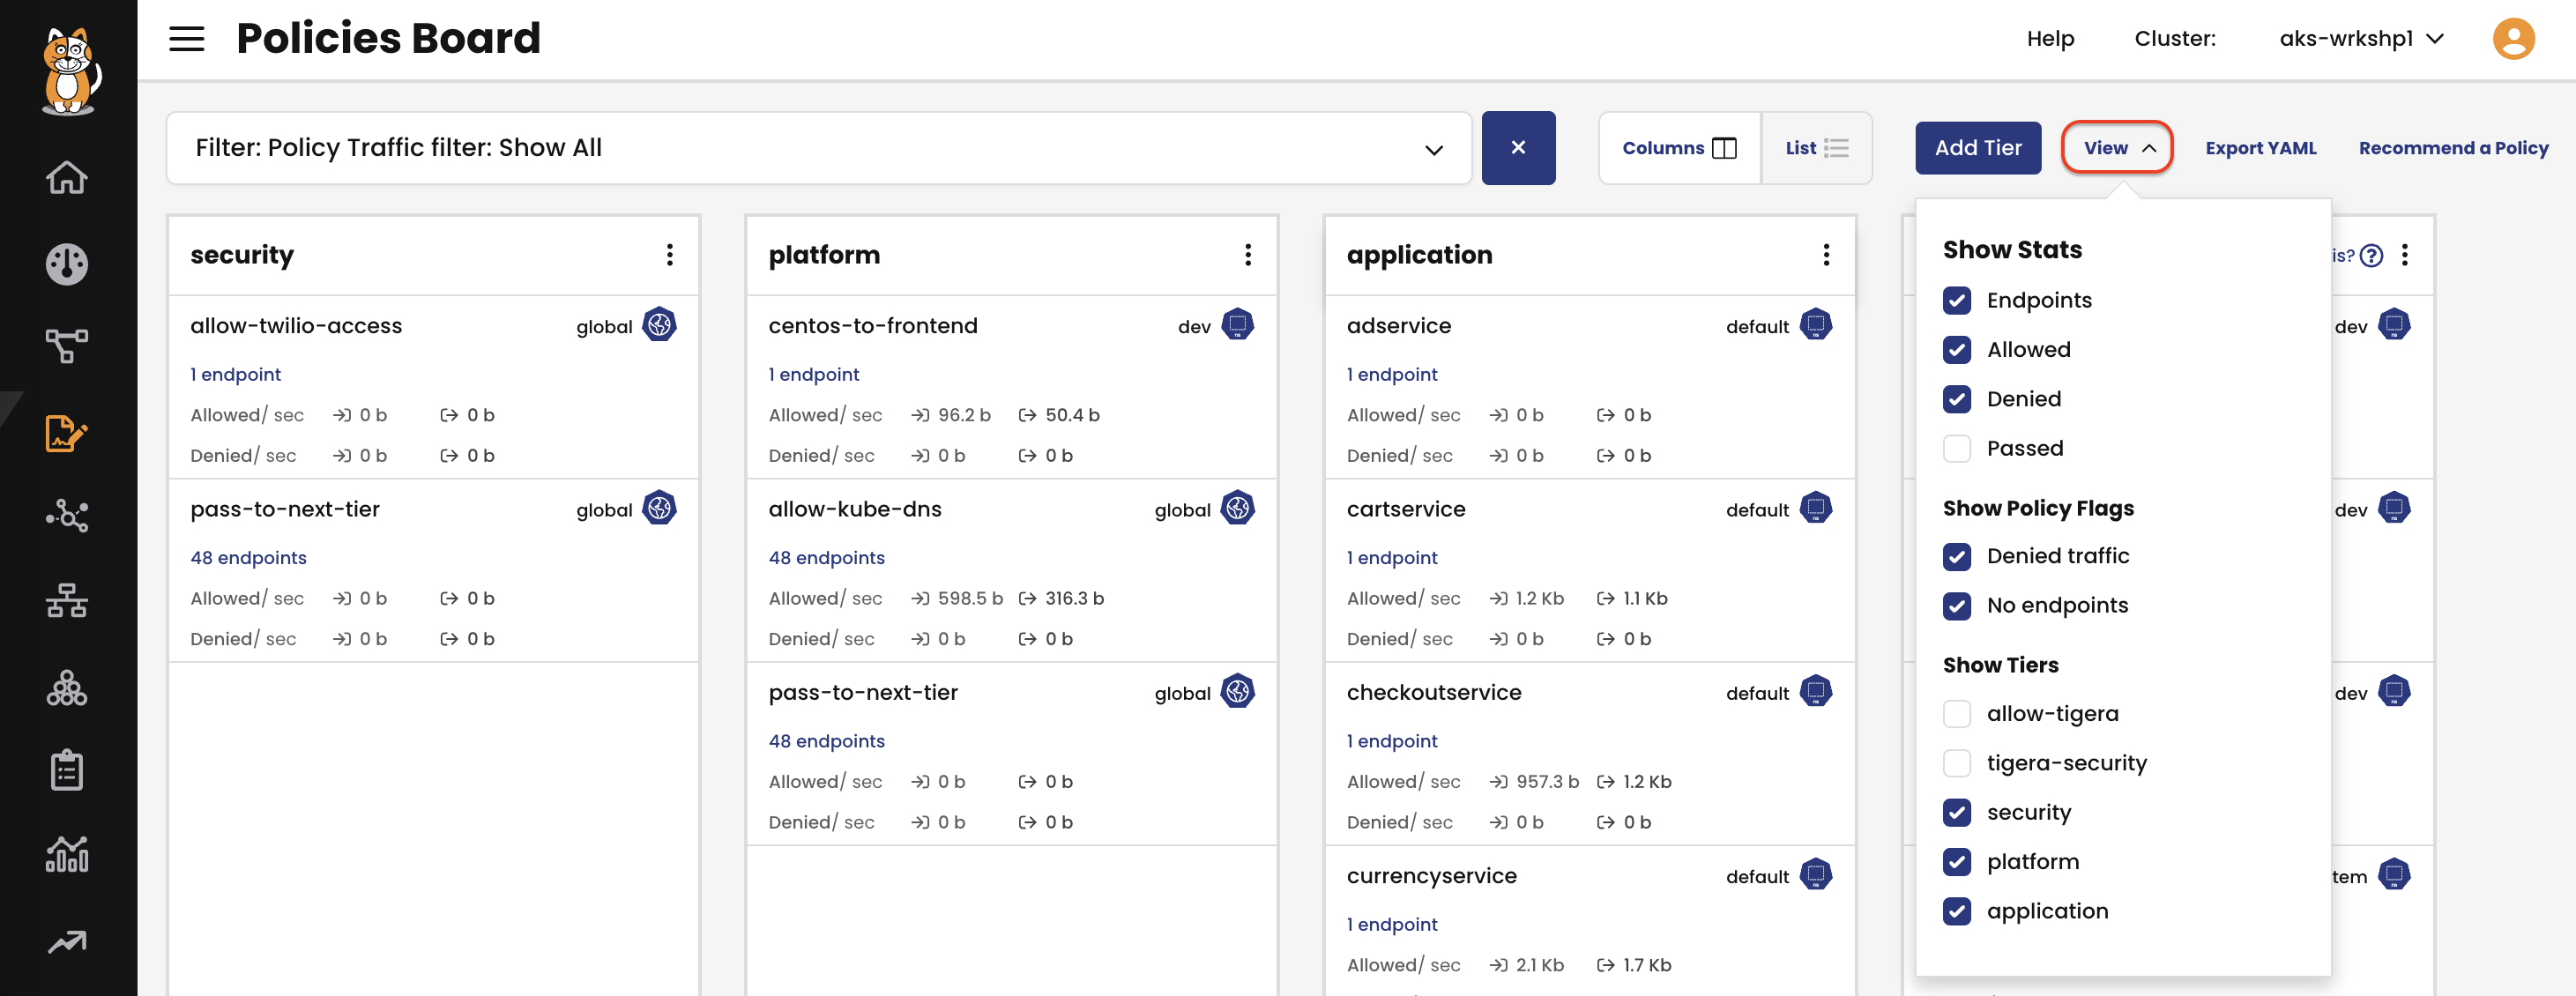 Policies Board
Help
Cluster:
aks-wrkshp1
Filter: Policy Traffic filter: Show All
Columns
List
Add Tier
View
Export YAML
Recommend a Policy
security
allow-twilio-access
global
1 endpoint
Allowed/ sec 0 b 0 b
Denied/ sec 0 b 0 b
pass-to-next-tier
global
48 endpoints
Allowed/ sec 0 b 0 b
Denied/ sec 0 b 0 b
platform
centos-to-frontend
dev
1 endpoint
Allowed/ sec 96.2 b 50.4 b
Denied/ sec 0 b 0 b
allow-kube-dns
global
48 endpoints
Allowed/ sec 598.5 b 316.3 b
Denied/ sec 0 b 0 b
pass-to-next-tier
global
48 endpoints
Allowed/ sec 0 b 0 b
Denied/ sec 0 b 0 b
application
adservice
default
1 endpoint
Allowed/ sec 0 b 0 b
Denied/ sec 0 b 0 b
cartservice
default
1 endpoint
Allowed/ sec 1.2 Kb 1.1 Kb
Denied/ sec 0 b 0 b
checkoutservice
default
1 endpoint
Allowed/ sec 957.3 b 1.2 Kb
Denied/ sec 0 b 0 b
currencyservice
default
1 endpoint
Allowed/ sec 2.1 Kb 1.7 Kb
Show Stats
Endpoints
Allowed
Denied
Passed
Show Policy Flags
Denied traffic
No endpoints
Show Tiers
allow-tigera
tigera-security
security
platform
application
is?
dev
dev
dev
tem